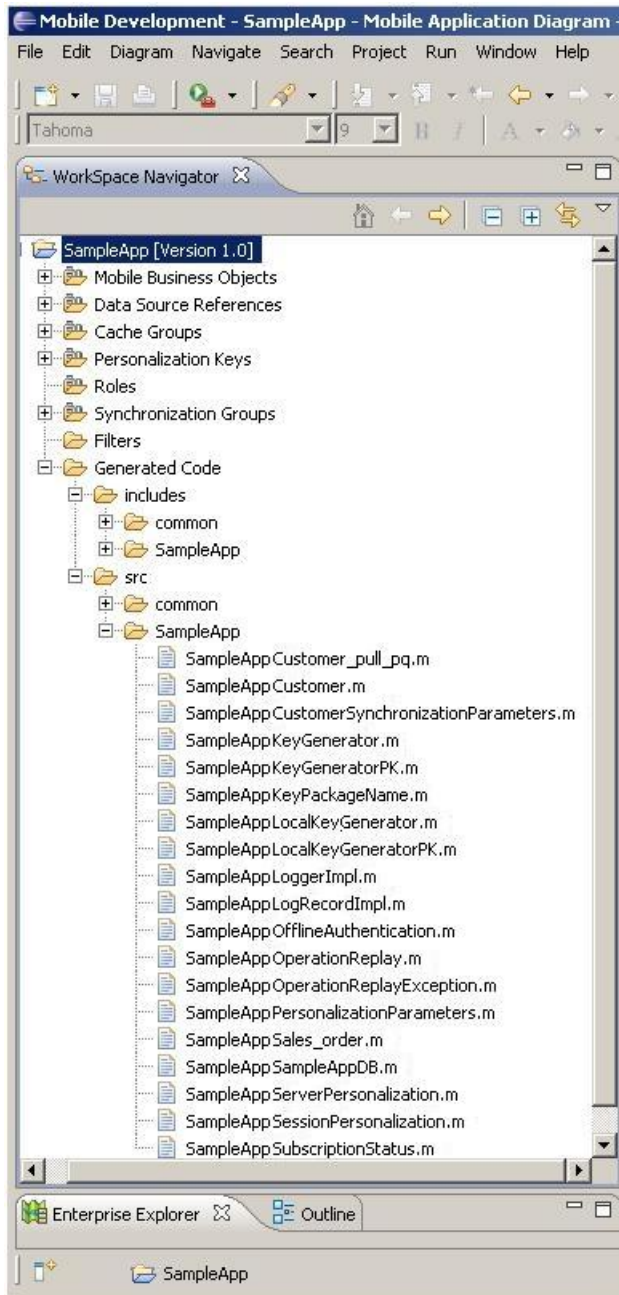 Mobile Development - SampleApp - Mobile Application Diagram -
File Edit Diagram Navigate Search Project Run Window Help
Tahoma 9 B I A
WorkSpace Navigator
SampleApp [Version 1.0]
Mobile Business Objects
Data Source References
Cache Groups
Personalization Keys
Roles
Synchronization Groups
Filters
Generated Code
includes
common
SampleApp
src
common
SampleApp
SampleAppCustomer_pull_pq.m
SampleAppCustomer.m
SampleAppCustomerSynchronizationParameters.m
SampleAppKeyGenerator.m
SampleAppKeyGeneratorPK.m
SampleAppKeyPackageName.m
SampleAppLocalKeyGenerator.m
SampleAppLocalKeyGeneratorPK.m
SampleAppLoggerImpl.m
SampleAppLogRecordImpl.m
SampleAppOfflineAuthentication.m
SampleAppOperationReplay.m
SampleAppOperationReplayException.m
SampleAppPersonalizationParameters.m
SampleAppSales_order.m
SampleAppSampleAppDB.m
SampleAppServerPersonalization.m
SampleAppSessionPersonalization.m
SampleAppSubscriptionStatus.m
Enterprise Explorer Outline
SampleApp